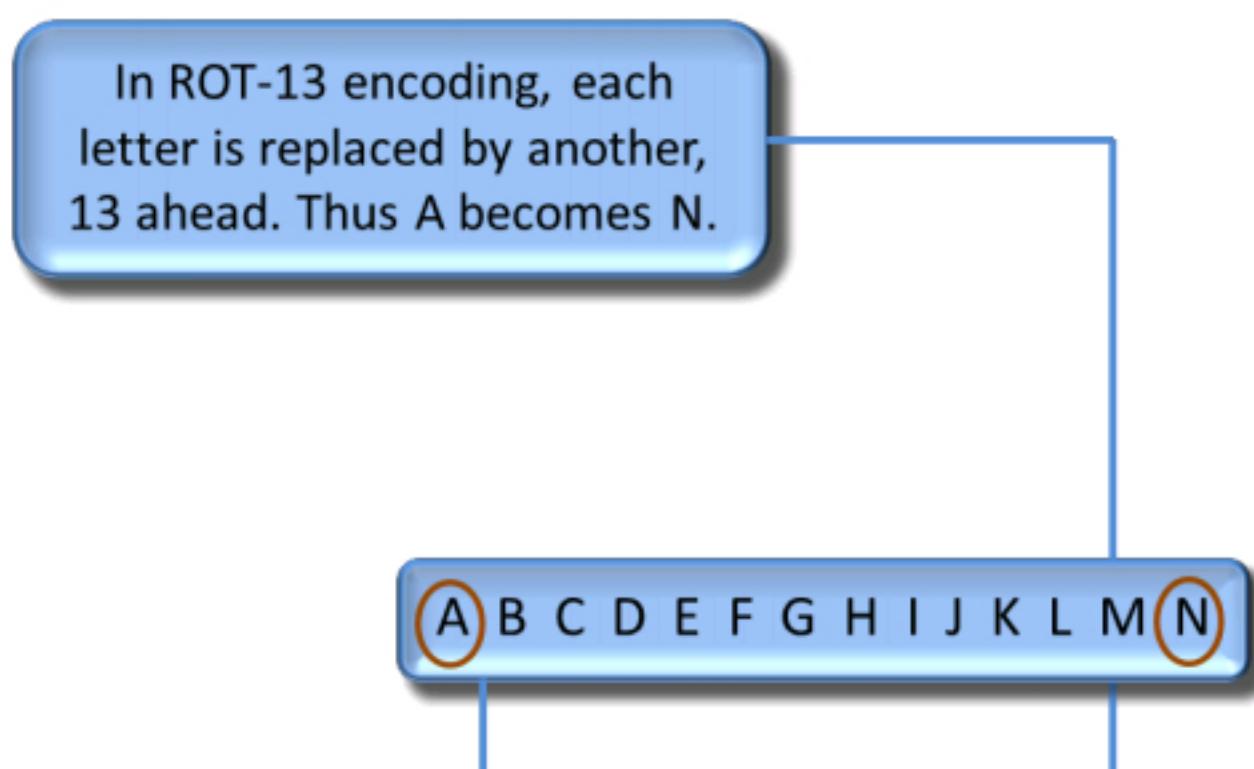 In ROT-13 encoding, each
letter is replaced by another,
13 ahead. Thus A becomes N.
A B C D E F G H I J K L M N